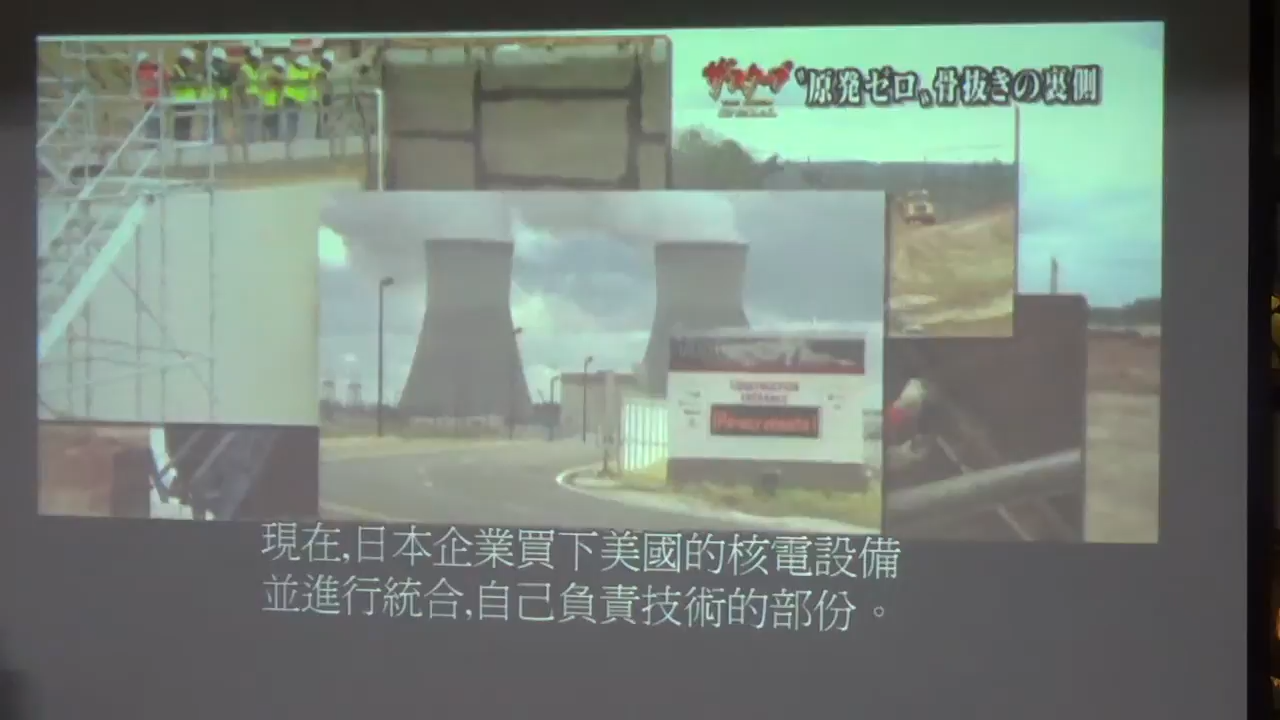 ザ・スクープ
SPECIAL
“原発ゼロ”骨抜きの裏側
CONSTRUCTION
ENTRANCE
現在,日本企業買下美國的核電設備
並進行統合,自己負責技術的部份。